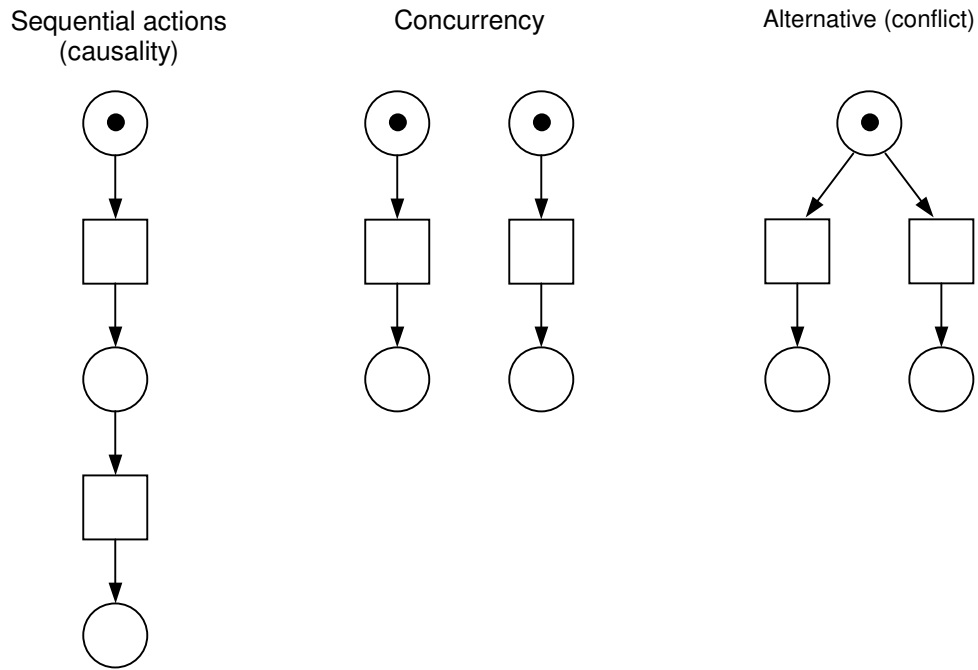 Sequential actions
(causality)
Concurrency
Alternative (conflict)